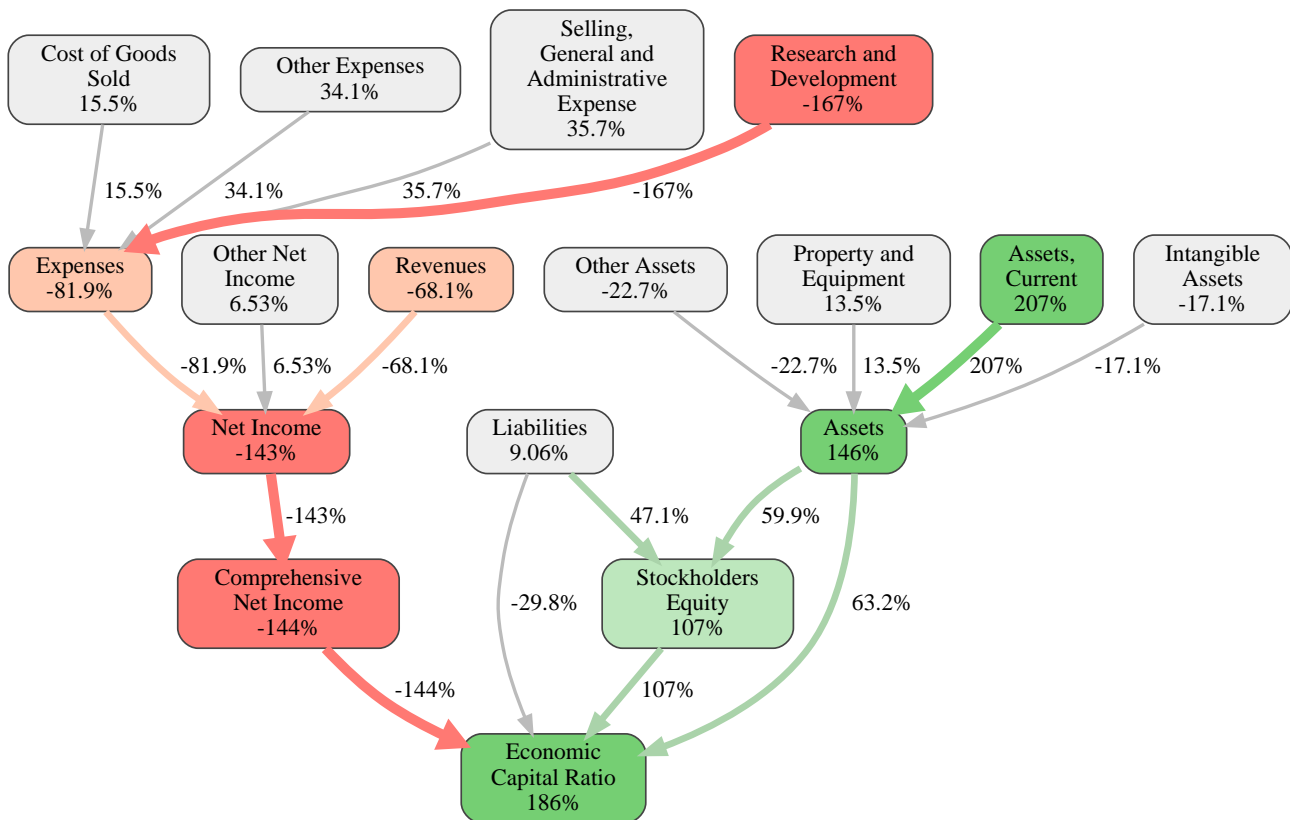 Cost of Goods
Sold
15.5%
Other Expenses
34.1%
Selling,
General and
Administrative
Expense
35.7%
Research and
Development
-167%
15.5%
34.1%
35.7%
-167%
Expenses
-81.9%
Other Net
Income
6.53%
Revenues
-68.1%
Other Assets
-22.7%
Property and
Equipment
13.5%
Assets,
Current
207%
Intangible
Assets
-17.1%
-81.9%
6.53%
-68.1%
-22.7%
13.5%
207%
-17.1%
Net Income
-143%
Liabilities
9.06%
Assets
146%
-143%
47.1%
59.9%
Comprehensive
Net Income
-144%
-29.8%
Stockholders
Equity
107%
63.2%
-144%
107%
Economic
Capital Ratio
186%